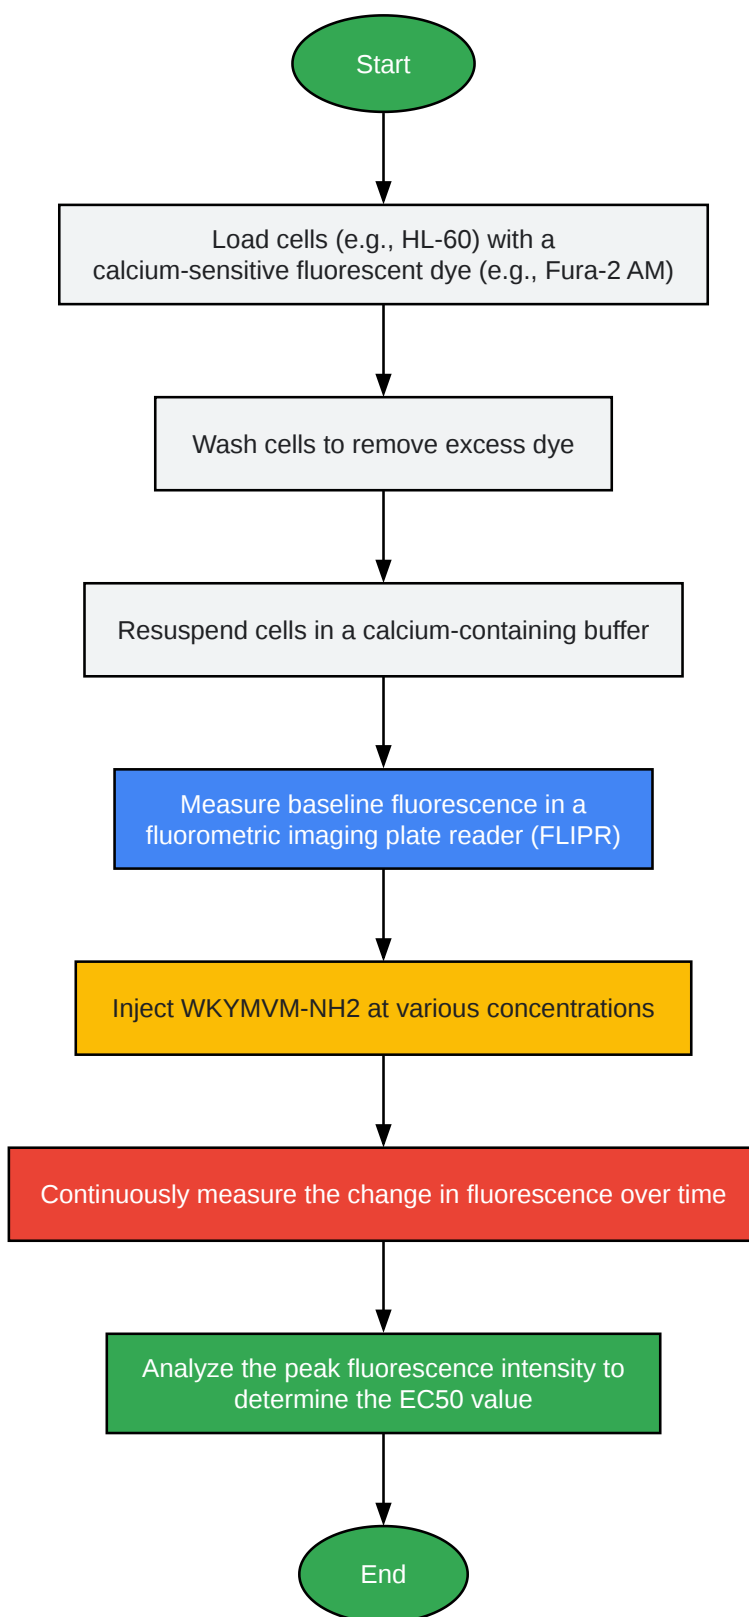 Start
Load cells (e.g., HL-60) with a
calcium-sensitive fluorescent dye (e.g., Fura-2 AM)
Wash cells to remove excess dye
Resuspend cells in a calcium-containing buffer
Measure baseline fluorescence in a
fluorometric imaging plate reader (FLIPR)
Inject WKYMVM-NH2 at various concentrations
Continuously measure the change in fluorescence over time
Analyze the peak fluorescence intensity to
determine the EC50 value
End